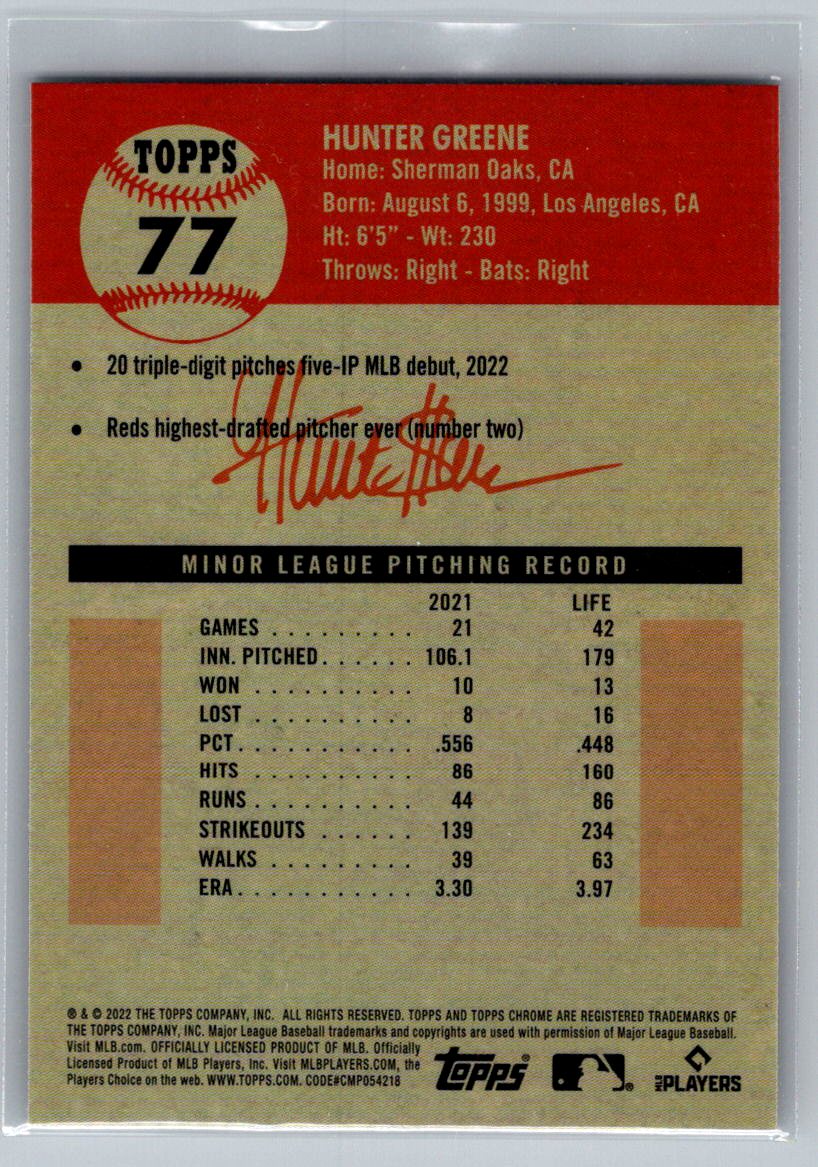 TOPPS
77
HUNTER GREENE
Home: Sherman Oaks, CA
Born: August 6, 1999, Los Angeles, CA
Ht: 6'5" - Wt: 230
Throws: Right - Bats: Right
• 20 triple-digit pitches five-IP MLB debut, 2022
• Reds highest-drafted pitcher ever (number two)
Hunter Greene
MINOR LEAGUE PITCHING RECORD
2021 LIFE
GAMES . . . . . . . . . . 21 42
INN. PITCHED. . . . . . 106.1 179
WON . . . . . . . . . . 10 13
LOST . . . . . . . . . . 8 16
PCT. . . . . . . . . . . .556 .448
HITS . . . . . . . . . . 86 160
RUNS . . . . . . . . . . 44 86
STRIKEOUTS . . . . . . 139 234
WALKS . . . . . . . . . 39 63
ERA. . . . . . . . . . . 3.30 3.97
® & © 2022 THE TOPPS COMPANY, INC. ALL RIGHTS RESERVED. TOPPS AND TOPPS CHROME ARE REGISTERED TRADEMARKS OF
THE TOPPS COMPANY, INC. Major League Baseball trademarks and copyrights are used with permission of Major League Baseball.
Visit MLB.com. OFFICIALLY LICENSED PRODUCT OF MLB. Officially
Licensed Product of MLB Players, Inc. Visit MLBPLAYERS.COM, the
Players Choice on the web. WWW.TOPPS.COM. CODE#CMP054218
topps®
®
MLB PLAYERS